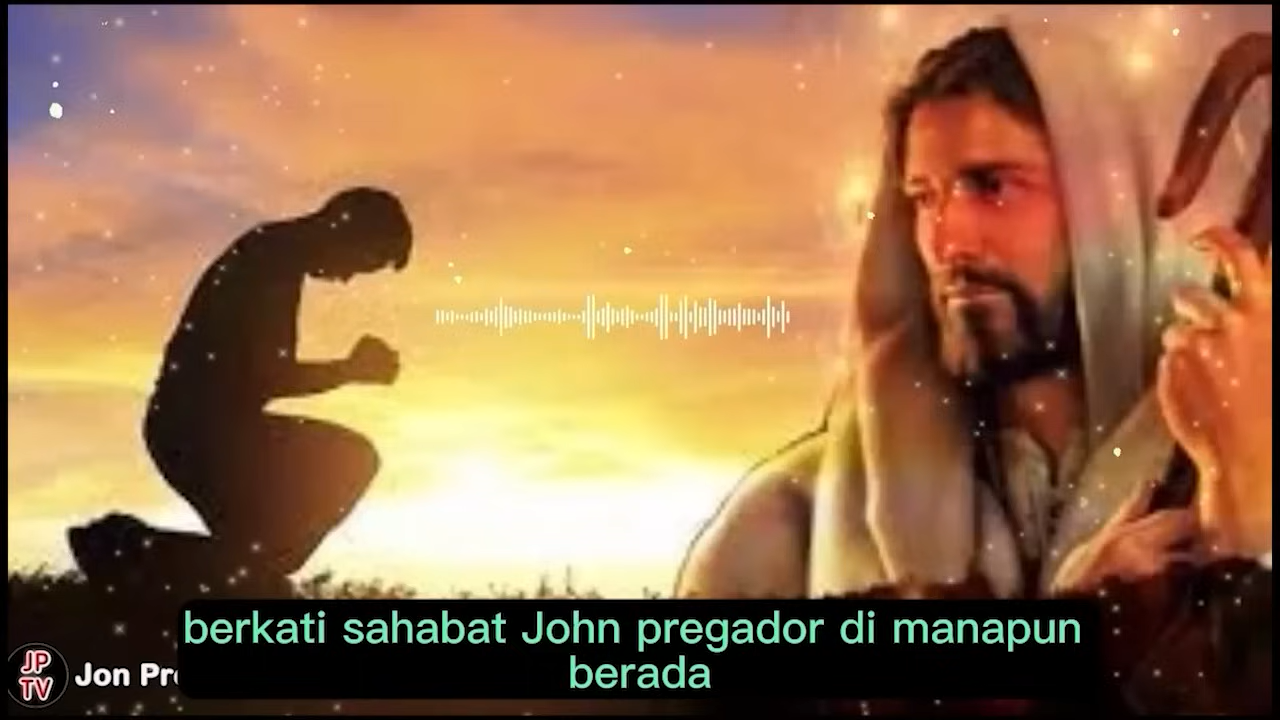 berkati sahabat John pregador di manapun
berada
JP
TV
Jon Pr